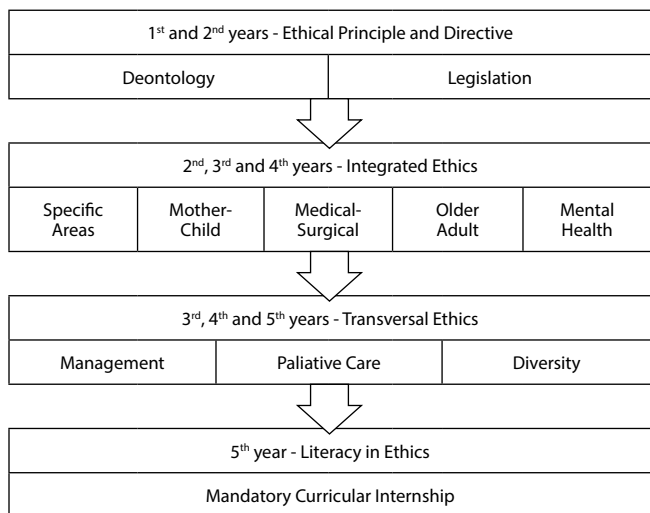 1st and 2nd years - Ethical Principle and Directive
Deontology
Legislation
2nd, 3rd and 4th years - Integrated Ethics
Specific
Areas
Mother-
Child
Medical-
Surgical
Older
Adult
Mental
Health
3rd, 4th and 5th years - Transversal Ethics
Management
Paliative Care
Diversity
5th year - Literacy in Ethics
Mandatory Curricular Internship